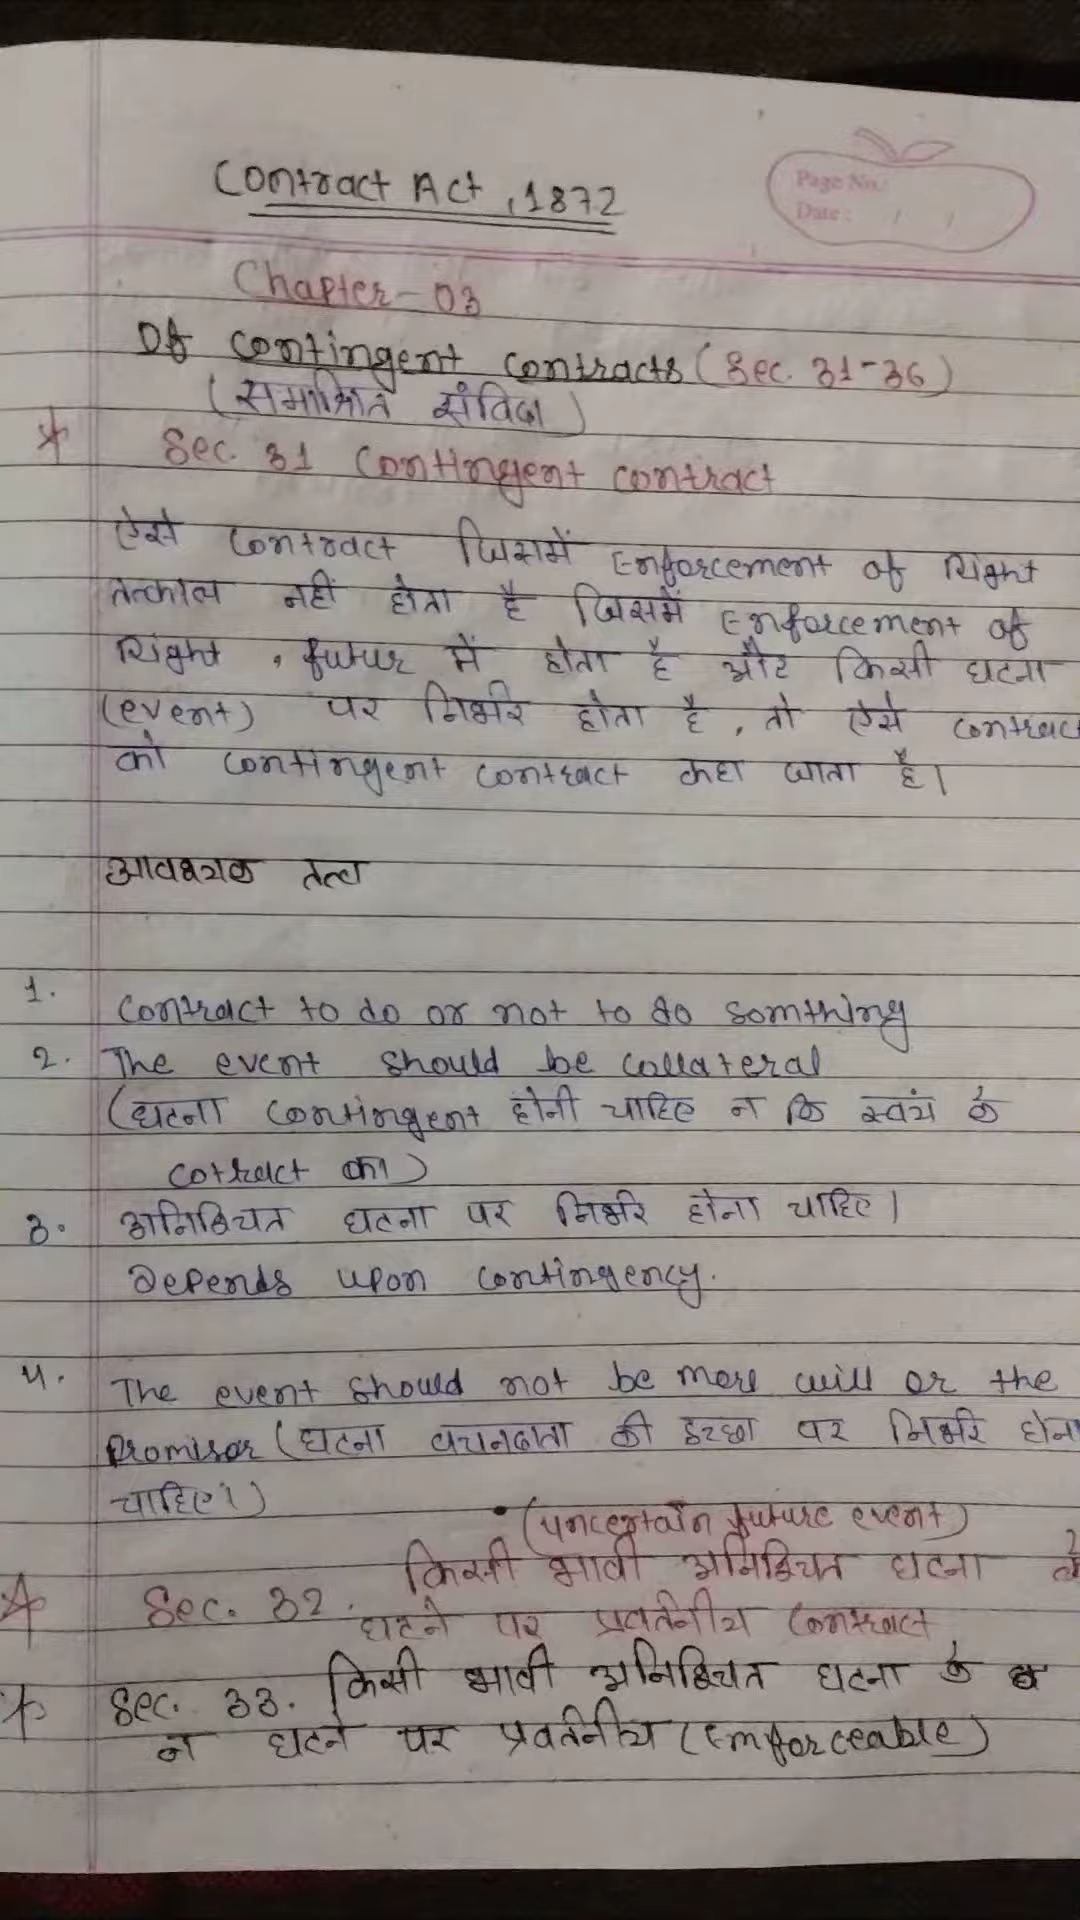 Contract Act, 1872
Page No.:
Date: / /
Chapter-03
Of contingent contracts (Sec. 31-36)
(समाश्रित संविदा)
Sec. 31 Contingent contract
ऐसे contract जिसमें Enforcement of Right
तत्काल नहीं होता है जिसमें Enforcement of
Right, futur में होता है और किसी घटना
(event) पर निर्भर होता है, तो ऐसे contract
को contingent contract कहा जाता है।
आवश्यक तत्व
1. Contract to do or not to do somthing
2. The event should be collateral
(घटना contingent होनी चाहिए न कि स्वयं के
cotract का)
3. अनिश्चित घटना पर निर्भर होना चाहिए।
Depends upon contingency.
4. The event should not be mere will or the
Promisor (घटना वचनदाता की इच्छा पर निर्भर होना
चाहिए।)
(uncertain future event)
किसी भावी अनिश्चित घटना के
Sec. 32. घटने पर प्रवर्तनीय Contract
Sec. 33. किसी भावी अनिश्चित घटना के
न घटने पर प्रवर्तनीय (Emforceable)